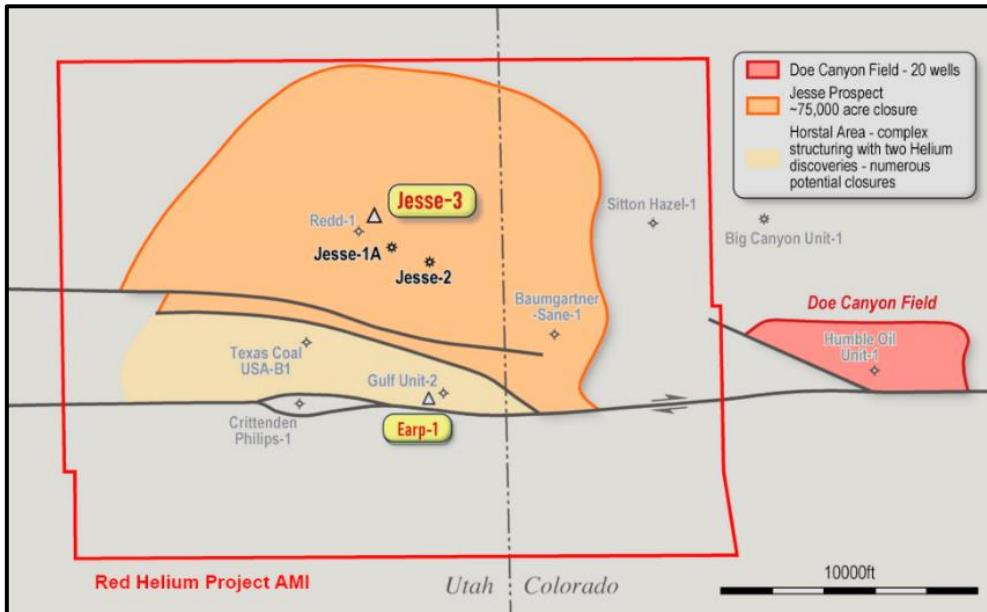 Doe Canyon Field - 20 wells
Jesse Prospect
~75,000 acre closure
Horstal Area - complex
structuring with two Helium
discoveries - numerous
potential closures
Jesse-3
Redd-1
Jesse-1A
Jesse-2
Sitton Hazel-1
Big Canyon Unit-1
Baumgartner
-Sane-1
Doe Canyon Field
Humble Oil
Unit-1
Texas Coal
USA-B1
Gulf Unit-2
Crittenden
Philips-1
Earp-1
Red Helium Project AMI
Utah
Colorado
10000ft